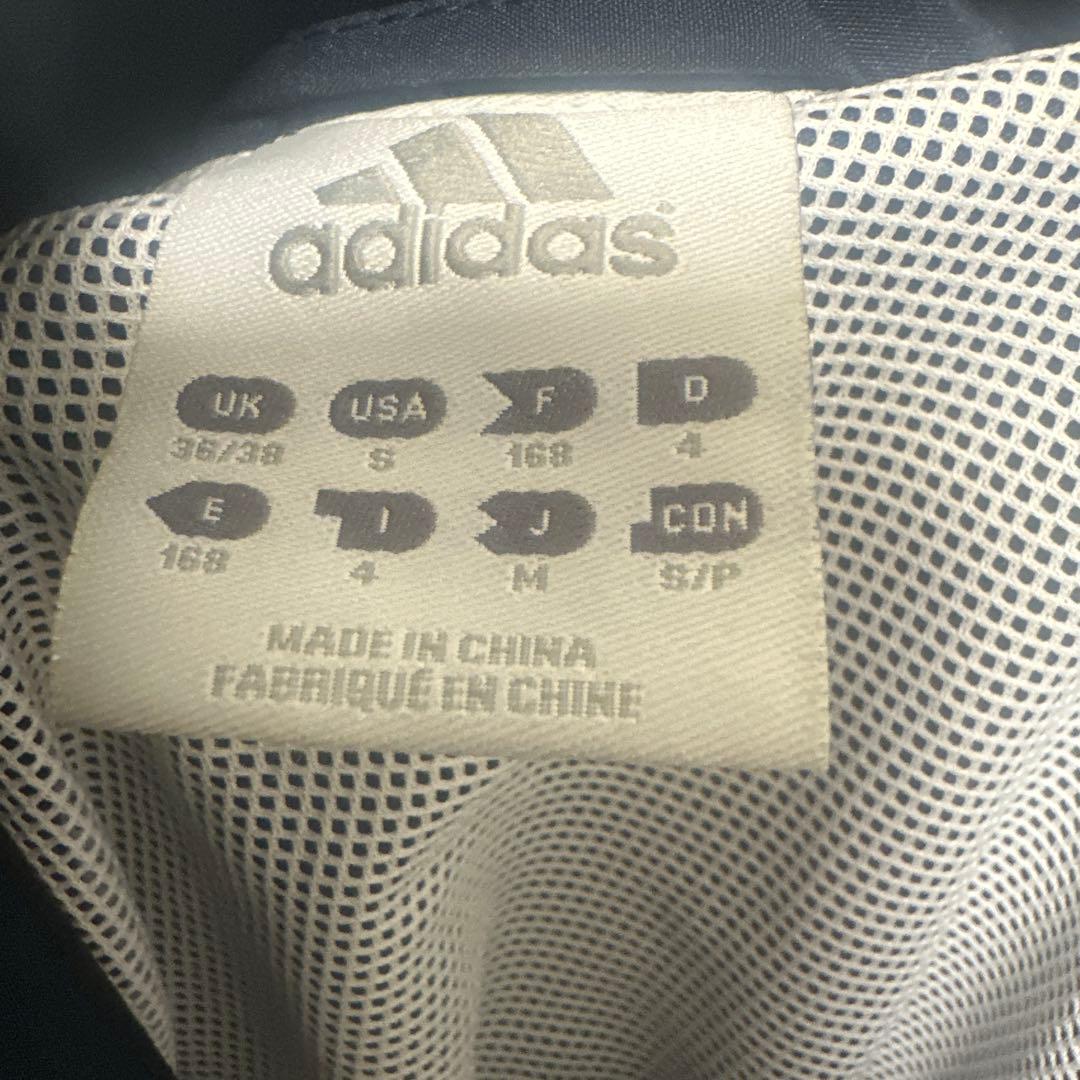 adidas
UK USA F D
36/38 S 168 4
E I J CON
168 4 M S/P
MADE IN CHINA
FABRIQUÉ EN CHINE